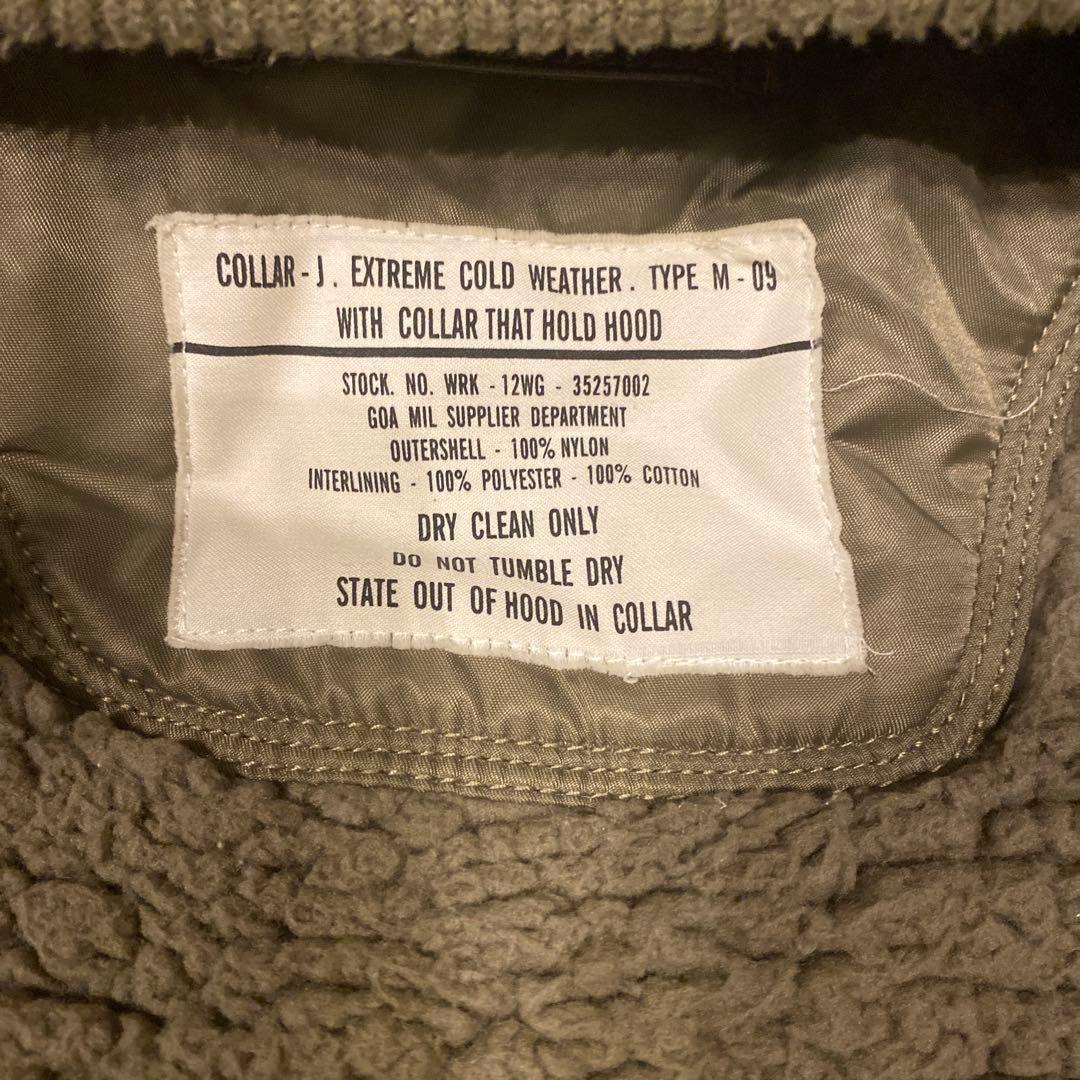 COLLAR - J . EXTREME COLD WEATHER . TYPE M - 09
WITH COLLAR THAT HOLD HOOD
STOCK. NO. WRK - 12WG - 35257002
GOA MIL SUPPLIER DEPARTMENT
OUTERSHELL - 100% NYLON
INTERLINING - 100% POLYESTER - 100% COTTON
DRY CLEAN ONLY
DO NOT TUMBLE DRY
STATE OUT OF HOOD IN COLLAR